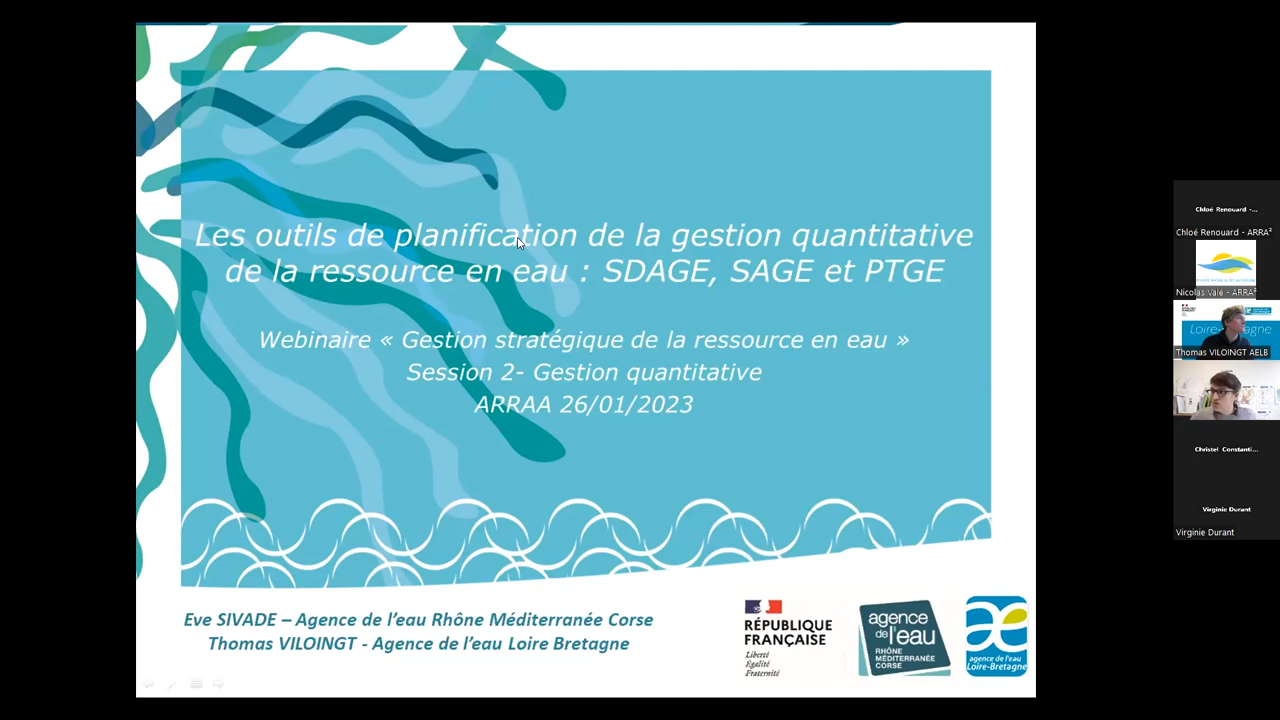 Les outils de planification de la gestion quantitative
de la ressource en eau : SDAGE, SAGE et PTGE
Webinaire « Gestion stratégique de la ressource en eau »
Session 2- Gestion quantitative
ARRAA 26/01/2023
Eve SIVADE – Agence de l'eau Rhône Méditerranée Corse
Thomas VILOINGT - Agence de l'eau Loire Bretagne
RÉPUBLIQUE
FRANÇAISE
Liberté
Égalité
Fraternité
agence
de l'eau
RHÔNE
MÉDITERRANÉE
CORSE
agence de l'eau
Loire-Bretagne
Chloé Renouard -...
Chloé Renouard - ARRA²
Nicolas Valé - ARRA²
Thomas VILOINGT AELB
Christel Constanti...
Virginie Durant
Virginie Durant